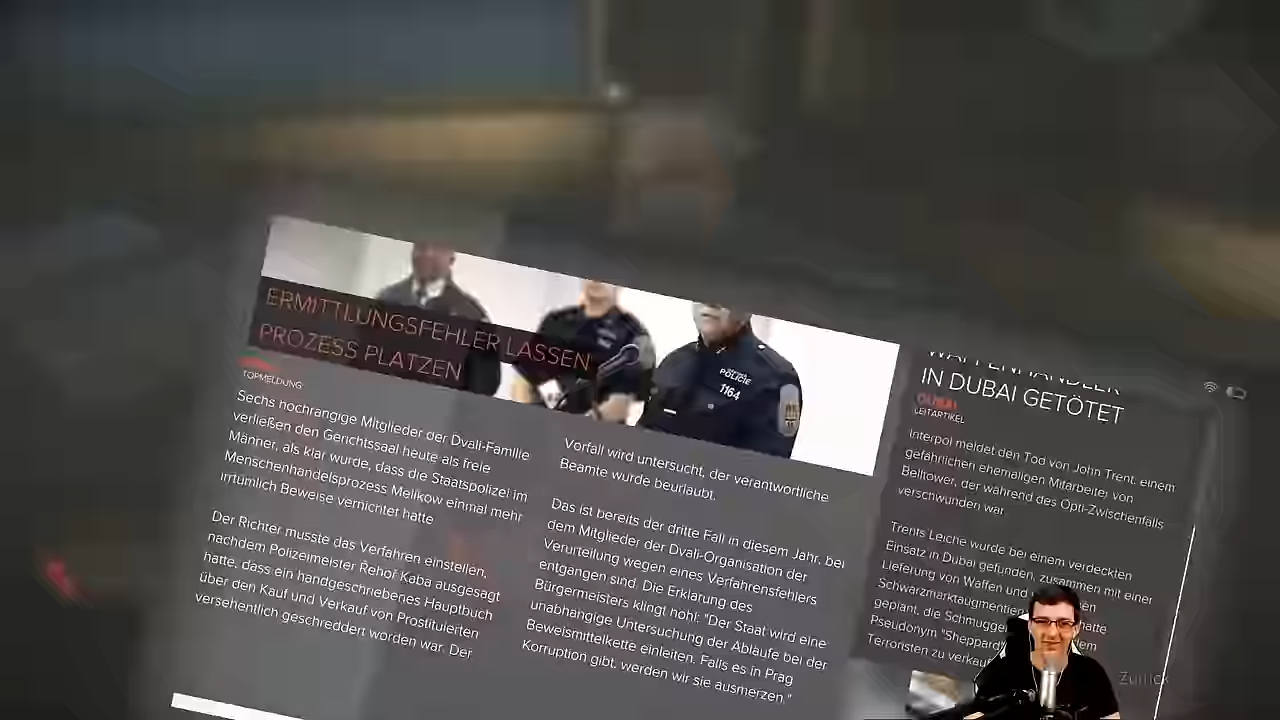 ERMITTLUNGSFEHLER LASSEN
PROZESS PLATZEN
TOPMELDUNG
Sechs hochrangige Mitglieder der Dvali-Familie
verließen den Gerichtssaal heute als freie
Männer, als klar wurde, dass die Staatspolizei im
Menschenhandelsprozess Melikow einmal mehr
irrtümlich Beweise vernichtet hatte
Der Richter musste das Verfahren einstellen,
nachdem Polizeimeister Rehor Kaba ausgesagt
hatte, dass ein handgeschriebenes Hauptbuch
über den Kauf und Verkauf von Prostituierten
versehentlich geschreddert worden war. Der
Vorfall wird untersucht, der verantwortliche
Beamte wurde beurlaubt.
Das ist bereits der dritte Fall in diesem Jahr, bei
dem Mitglieder der Dvali-Organisation der
Verurteilung wegen eines Verfahrensfehlers
entgangen sind. Die Erklärung des
Bürgermeisters klingt hohl: "Der Staat wird eine
unabhängige Untersuchung der Abläufe bei der
Beweismittelkette einleiten. Falls es in Prag
Korruption gibt, werden wir sie ausmerzen."
POLICIE
1164
WAFFENHÄNDLER
IN DUBAI GETÖTET
DUBAI
LEITARTIKEL
Interpol meldet den Tod von John Trent, einem
gefährlichen ehemaligen Mitarbeiter von
Belltower, der während des Opti-Zwischenfalls
verschwunden war.
Trents Leiche wurde bei einem verdeckten
Einsatz in Dubai gefunden, zusammen mit einer
Lieferung von Waffen und
Schwarzmarktaugmentier hatte
geplant, die Schmugge dem
Pseudonym "Sheppard"
Terroristen zu verkauf
Zurück